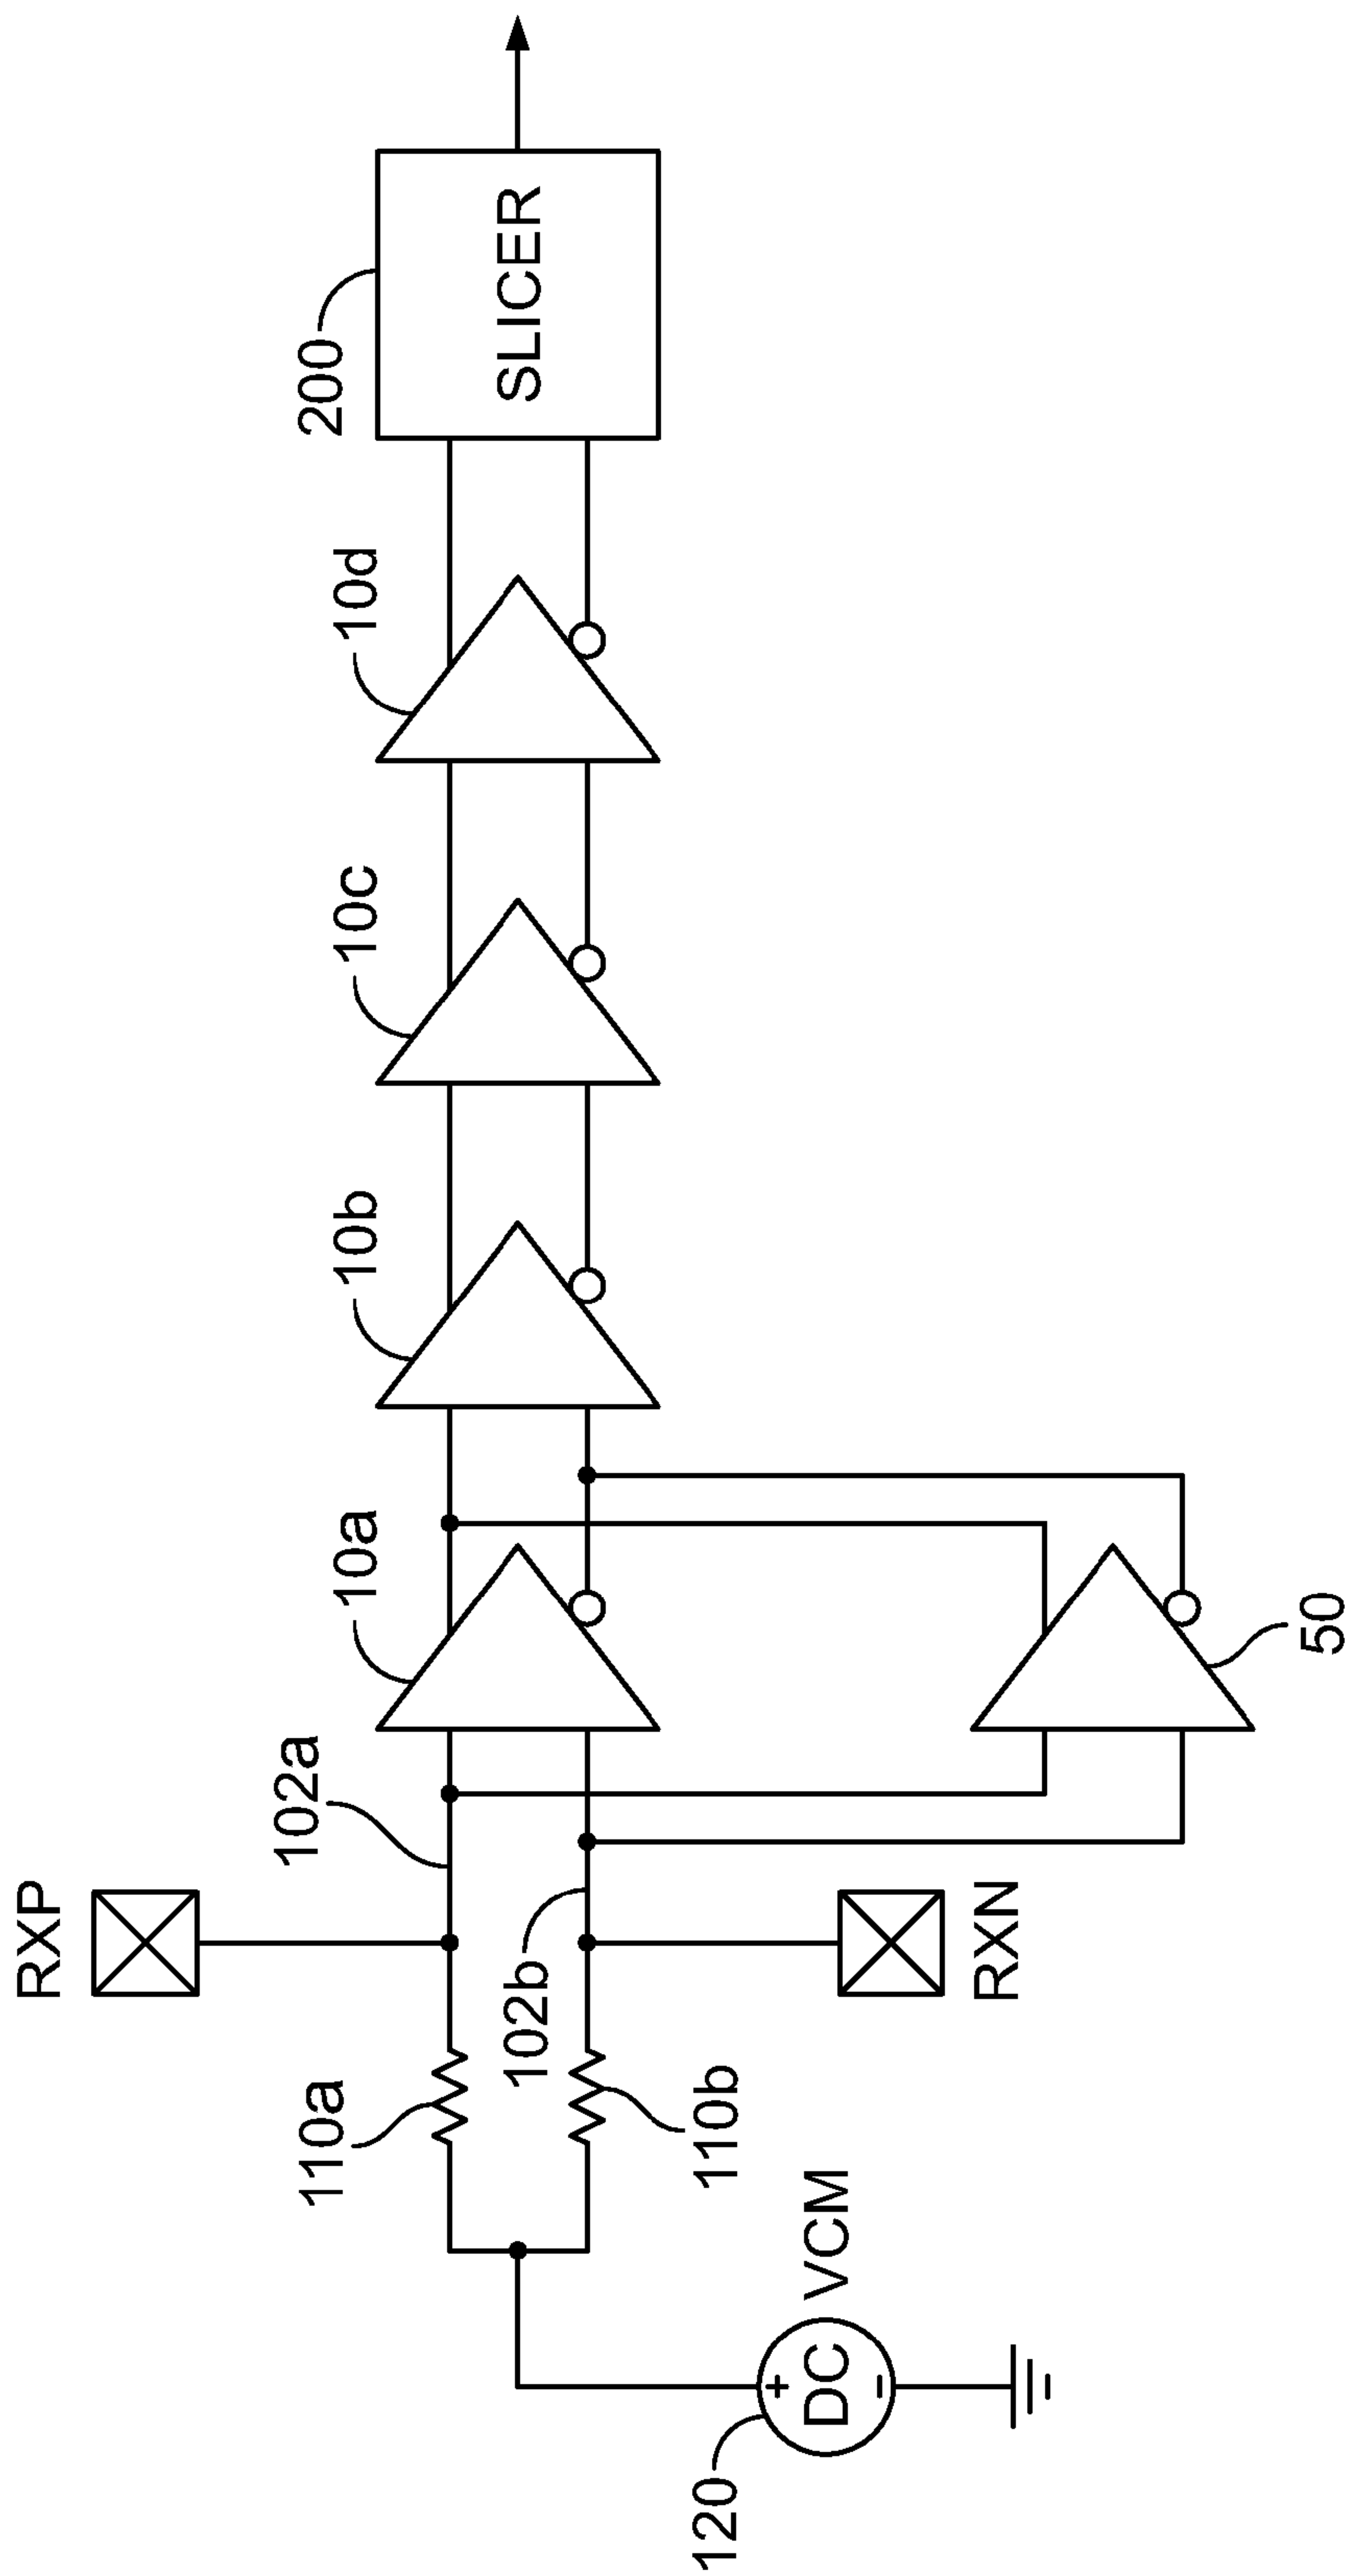 RXP
102a
10a
10b
10c
10d
200
SLICER
110a
102b
110b
120
+
DC
-
VCM
RXN
50